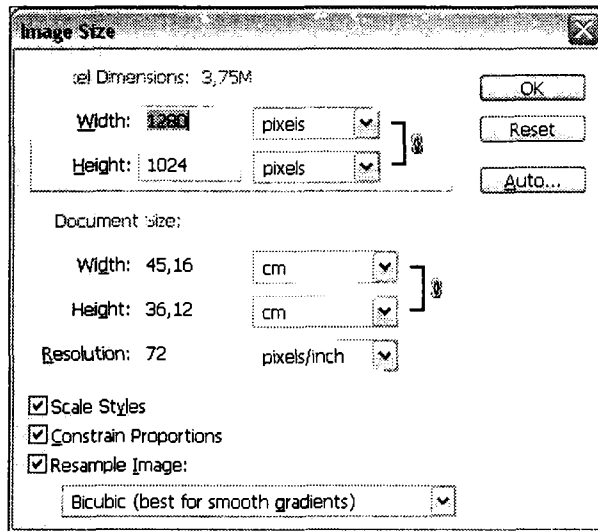 Image Size
el Dimensions: 3,75M
OK
Width: 1280 pixels
Reset
Height: 1024 pixels
Auto...
Document Size:
Width: 45,16 cm
Height: 36,12 cm
Resolution: 72 pixels/inch
Scale Styles
Constrain Proportions
Resample Image:
Bicubic (best for smooth gradients)